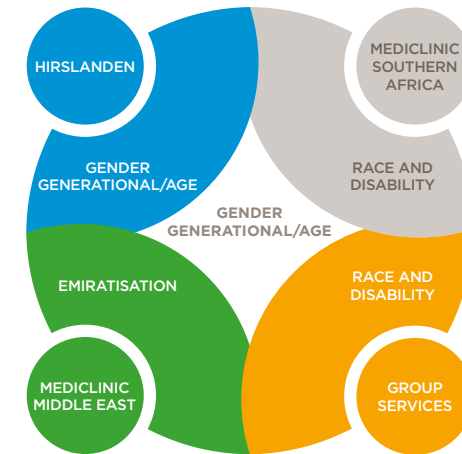 HIRSLANDEN
MEDICLINIC
SOUTHERN
AFRICA
GENDER
GENERATIONAL/AGE
RACE AND
DISABILITY
GENDER
GENERATIONAL/AGE
EMIRATISATION
RACE AND
DISABILITY
MEDICLINIC
MIDDLE EAST
GROUP
SERVICES